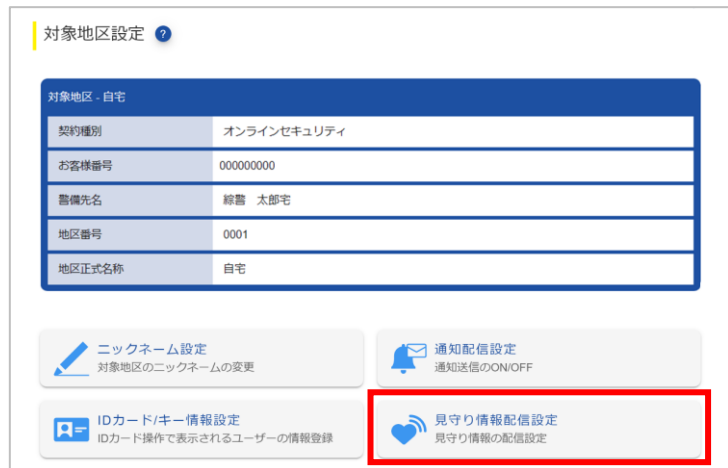 対象地区設定 ?
対象地区 - 自宅
契約種別 オンラインセキュリティ
お客様番号 000000000
警備先名 綜警 太郎宅
地区番号 0001
地区正式名称 自宅
ニックネーム設定
対象地区のニックネームの変更
通知配信設定
通知送信のON/OFF
IDカード/キー情報設定
IDカード操作で表示されるユーザーの情報登録
見守り情報配信設定
見守り情報の配信設定